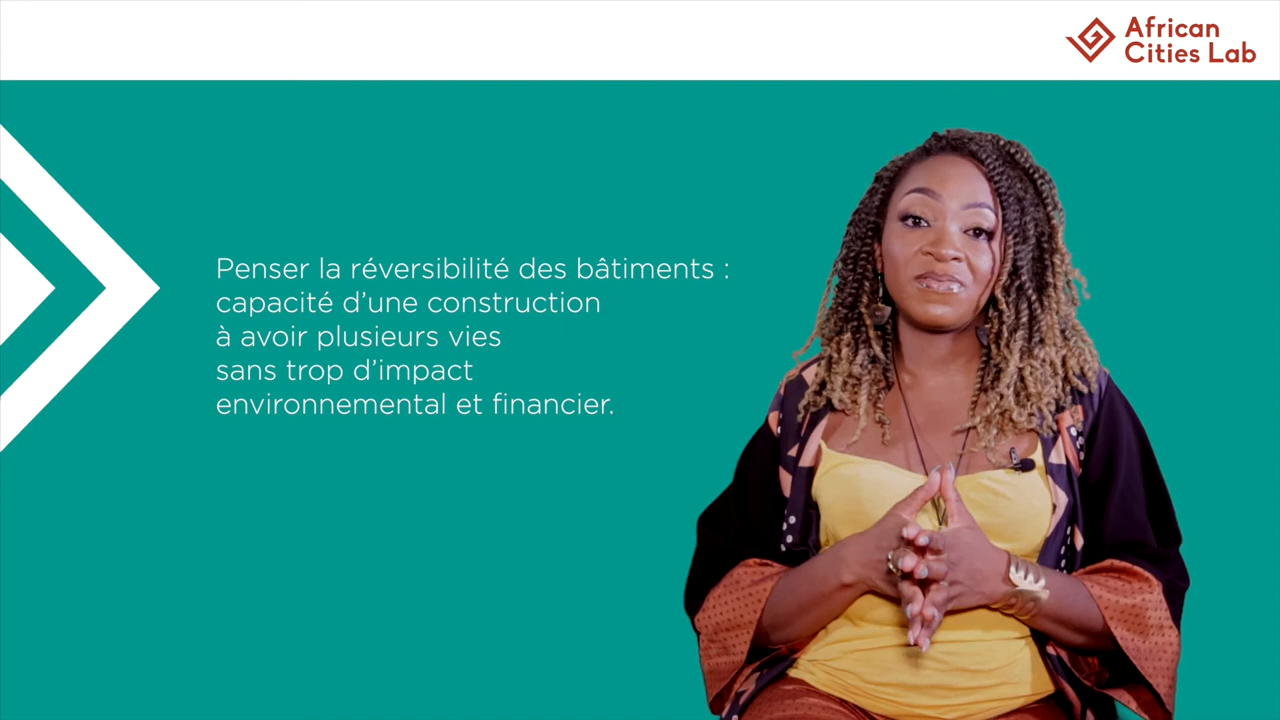 African
Cities Lab
Penser la réversibilité des bâtiments :
capacité d’une construction
à avoir plusieurs vies
sans trop d’impact
environnemental et financier.